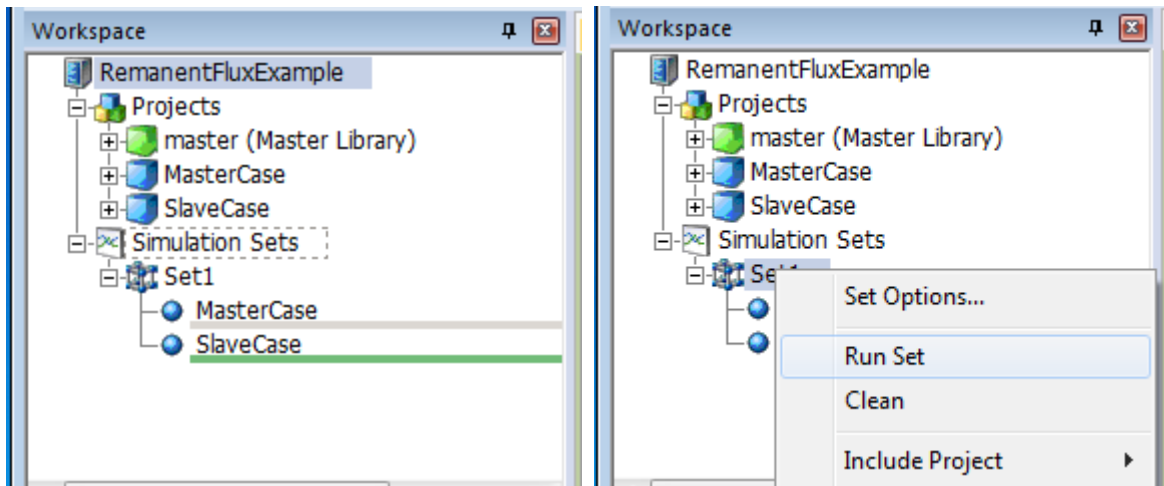 Workspace
RemanentFluxExample
Projects
master (Master Library)
MasterCase
SlaveCase
Simulation Sets
Set1
MasterCase
SlaveCase
Workspace
RemanentFluxExample
Projects
master (Master Library)
MasterCase
SlaveCase
Simulation Sets
Set Options...
Run Set
Clean
Include Project